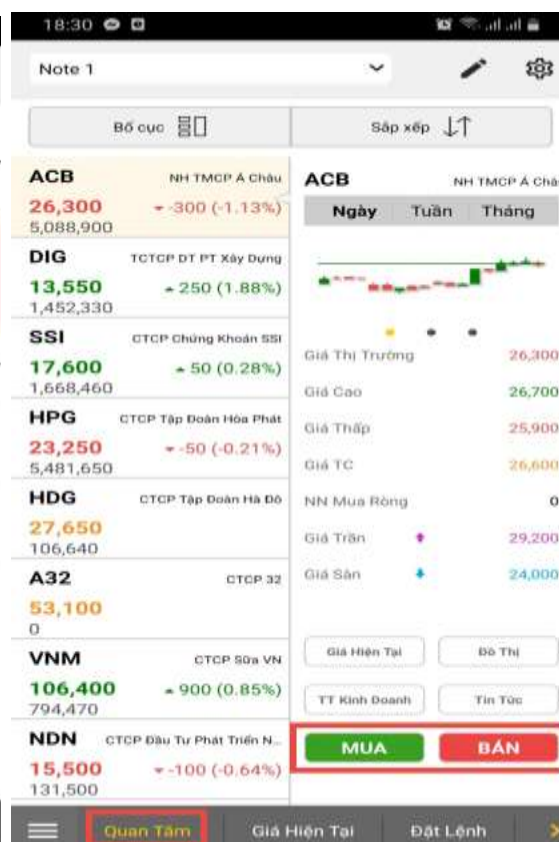 18:30
Note 1
Bố cục
Sắp xếp
ACB NH TMCP Á Châu
26,300 -300 (-1.13%)
5,088,900
DIG TCTCP DT PT Xây Dựng
13,550 250 (1.88%)
1,452,330
SSI CTCP Chứng Khoán SSI
17,600 50 (0.28%)
1,668,460
HPG CTCP Tập Đoàn Hòa Phát
23,250 -50 (-0.21%)
5,481,650
HDG CTCP Tập Đoàn Hà Đô
27,650
106,640
A32 CTCP 32
53,100
0
VNM CTCP Sữa VN
106,400 900 (0.85%)
794,470
NDN CTCP Đầu Tư Phát Triển N...
15,500 -100 (-0.64%)
131,500
ACB NH TMCP Á Châ
Ngày Tuần Tháng
Giá Thị Trường 26,300
Giá Cao 26,700
Giá Thấp 25,900
Giá TC 26,600
NN Mua Ròng 0
Giá Trần 29,200
Giá Sàn 24,000
Giá Hiện Tại Đồ Thị
TT Kinh Doanh Tin Tức
MUA BÁN
Quan Tâm Giá Hiện Tại Đặt Lệnh